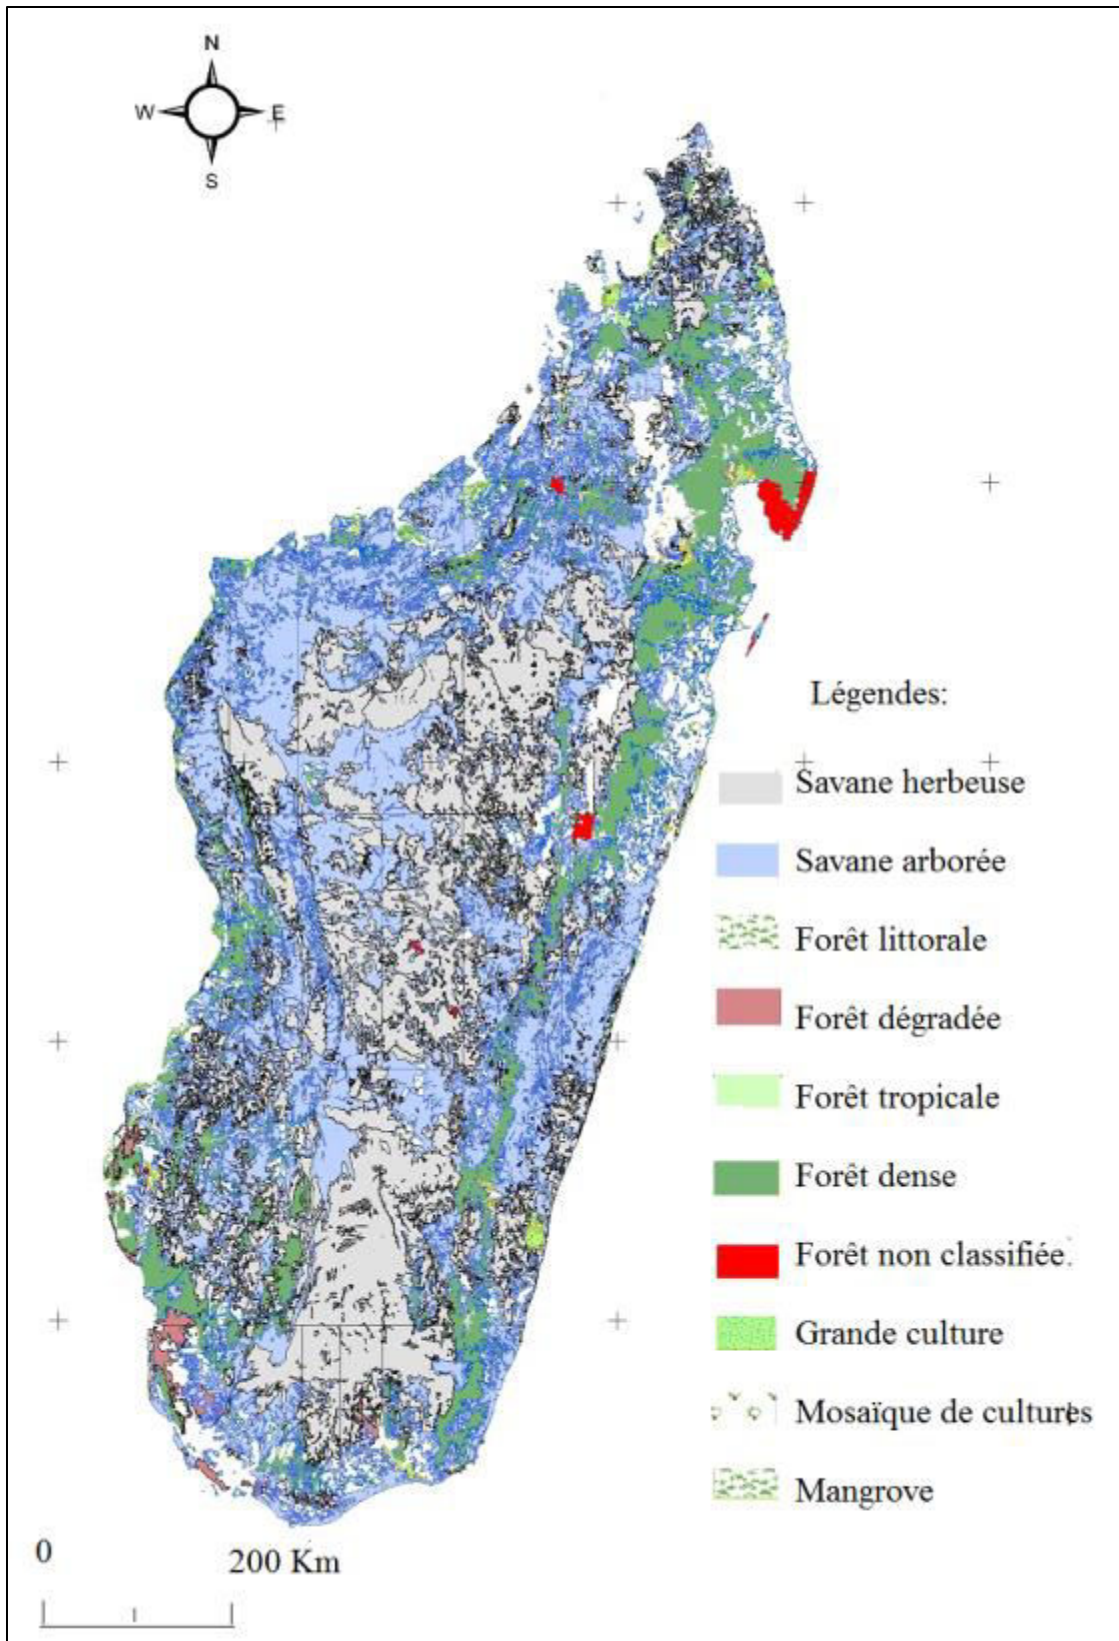 N
W E
S
Légendes:
Savane herbeuse
Savane arborée
Forêt littorale
Forêt dégradée
Forêt tropicale
Forêt dense
Forêt non classifiée.
Grande culture
Mosaïque de cultures
Mangrove
0 200 Km